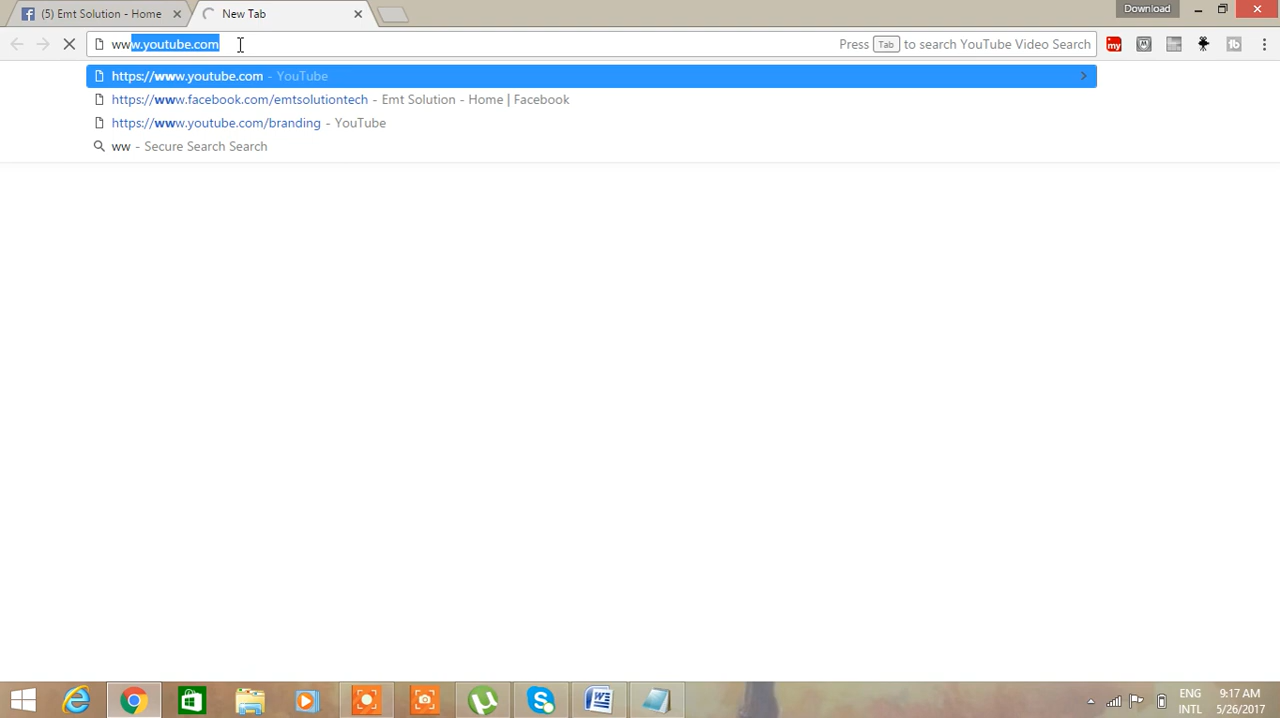 (5) Emt Solution - Home
New Tab
Download
www.youtube.com
Press Tab to search YouTube Video Search
my
fb
https://www.youtube.com - YouTube
https://www.facebook.com/emtsolutiontech - Emt Solution - Home | Facebook
https://www.youtube.com/branding - YouTube
ww - Secure Search Search
ENG
INTL
9:17 AM
5/26/2017